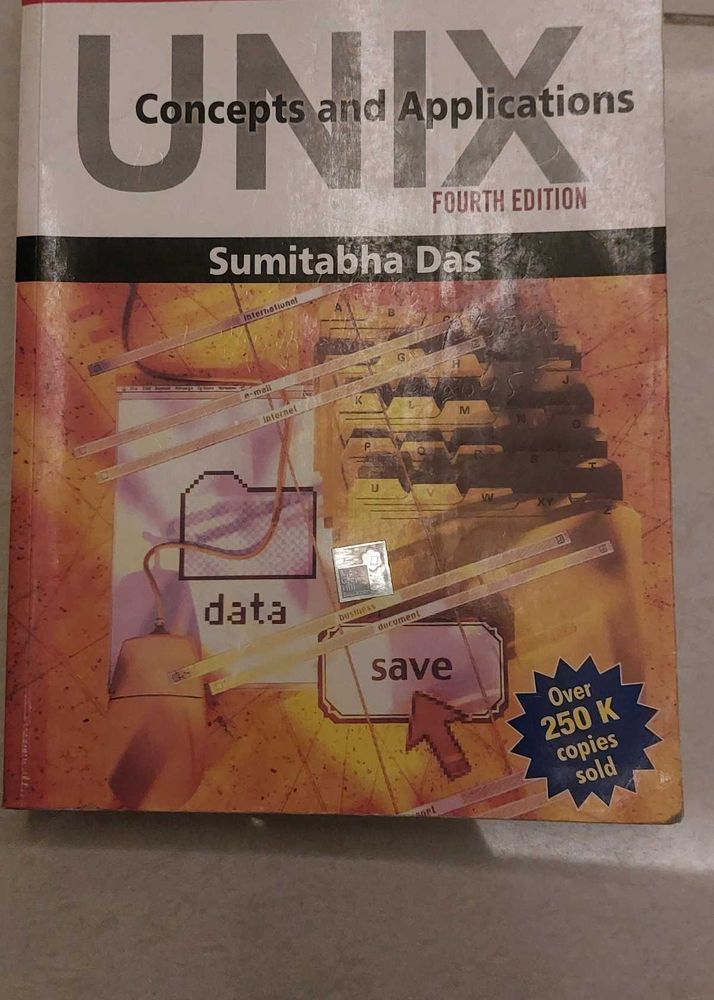 UNIX
Concepts and Applications
FOURTH EDITION
Sumitabha Das
international
e-mail
internet
A
B
C
G
H
J
K
L
M
N
O
P
Q
R
S
T
U
V
W
XY
Z
data
business
document
save
Over
250 K
copies
sold